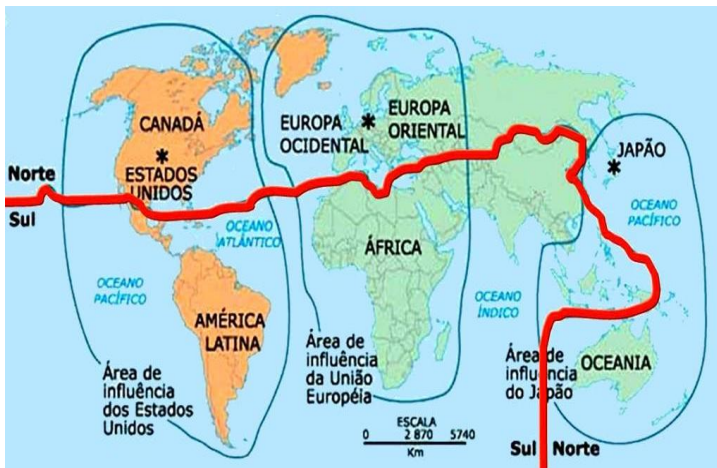 CANADÁ
ESTADOS
UNIDOS
EUROPA
OCIDENTAL
EUROPA
ORIENTAL
JAPÃO
Norte
Sul
OCEANO
ATLÂNTICO
OCEANO
PACÍFICO
OCEANO
PACÍFICO
ÁFRICA
OCEANO
ÍNDICO
AMÉRICA
LATINA
OCEANIA
Área de
influência
dos Estados
Unidos
Área de
influência
da União
Européia
Área de
influência
do Japão
ESCALA
0 2 870 5740
Km
Sul Norte